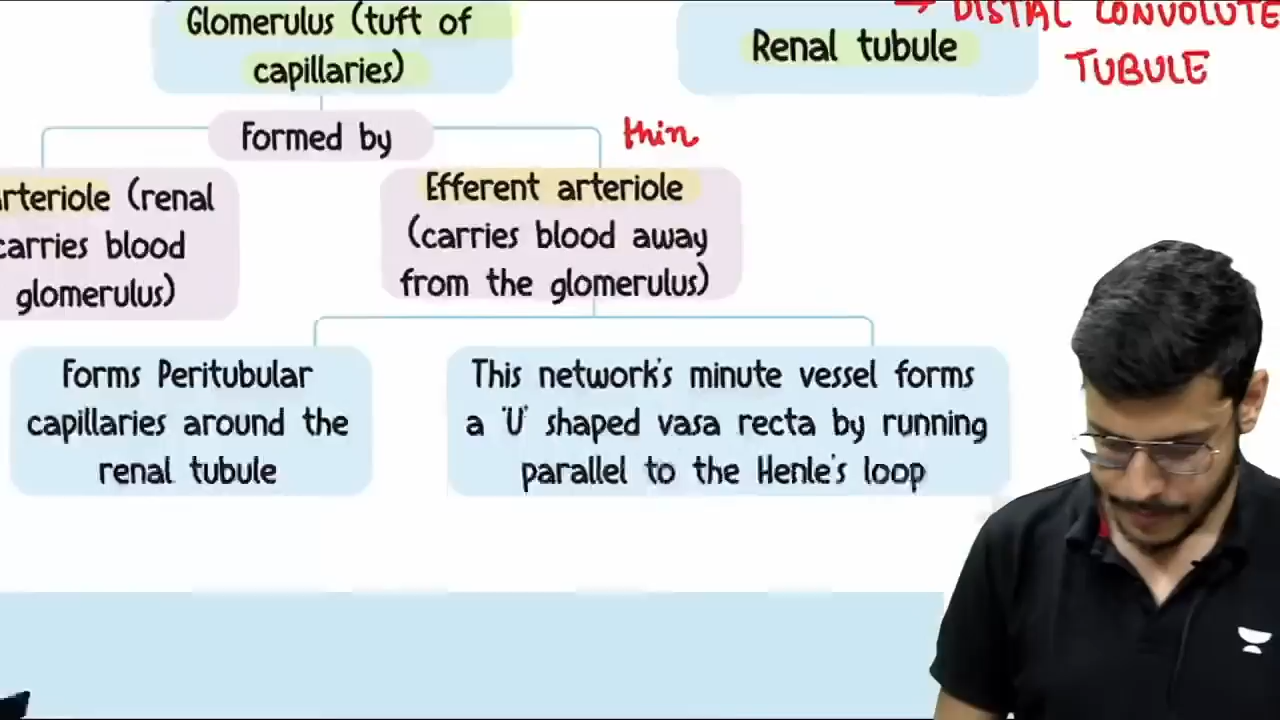 Glomerulus (tuft of
capillaries)
Renal tubule
→ DISTAL CONVOLUTE
TUBULE
Formed by
thin
rteriole (renal
carries blood
glomerulus)
Efferent arteriole
(carries blood away
from the glomerulus)
Forms Peritubular
capillaries around the
renal tubule
This network's minute vessel forms
a 'U' shaped vasa recta by running
parallel to the Henle's loop